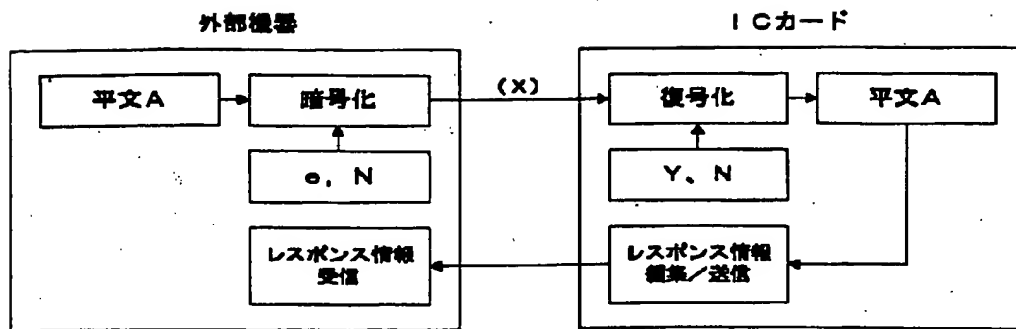 外部機器
ICカード
平文A
暗号化
(X)
復号化
平文A
e, N
Y、N
レスポンス情報
受信
レスポンス情報
編集/送信